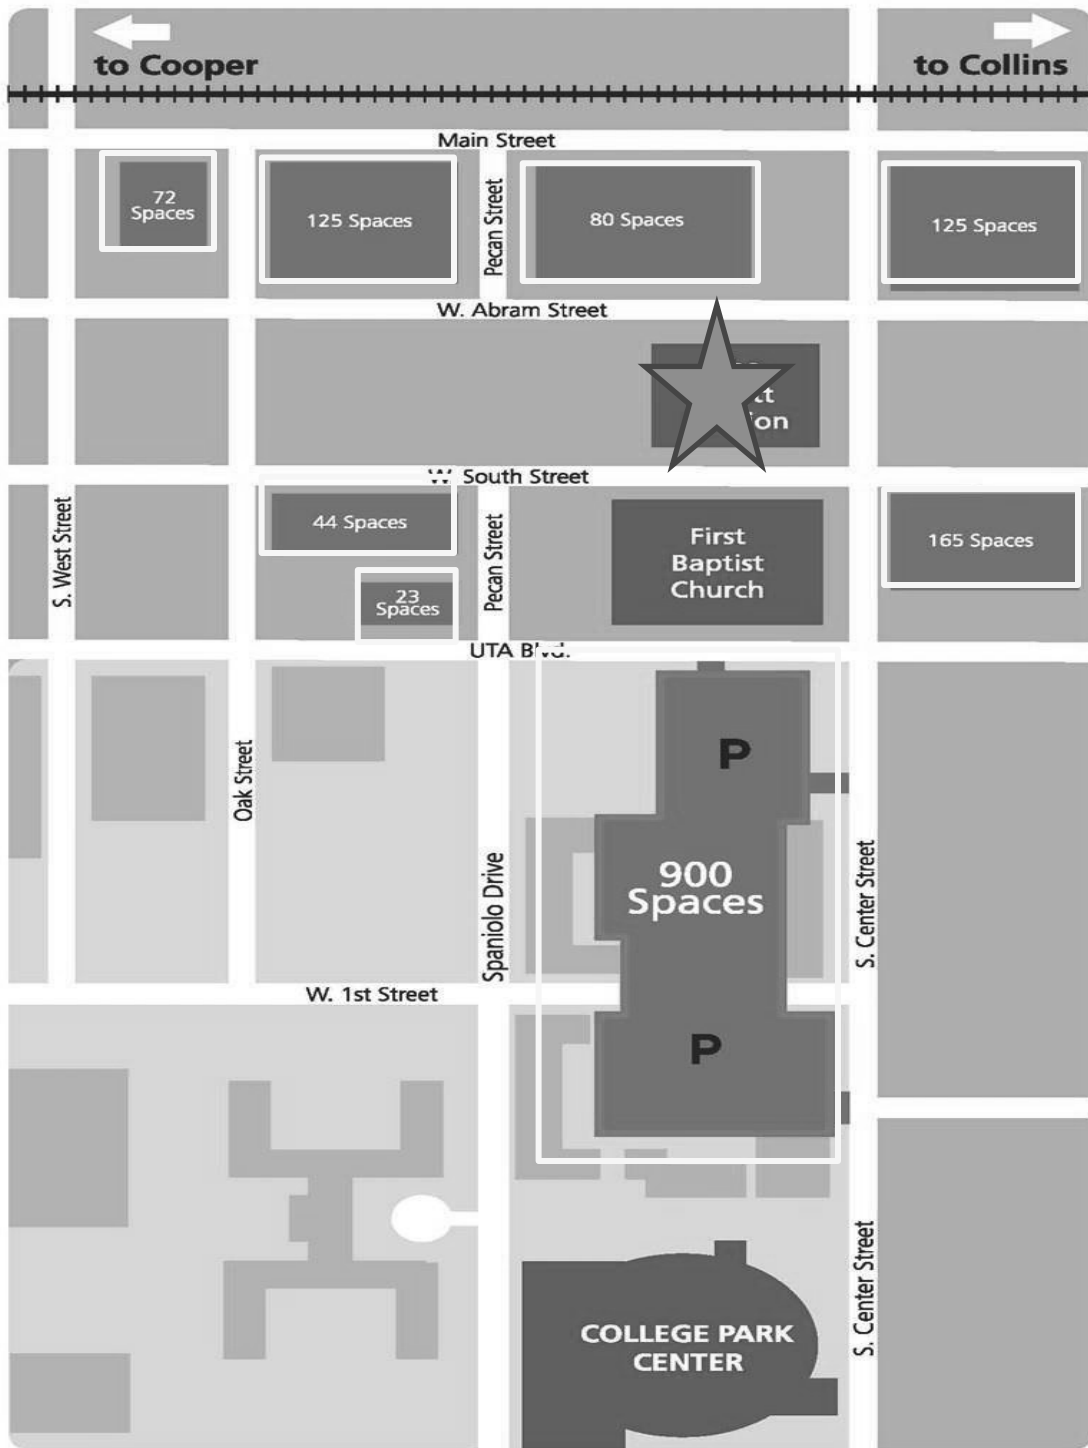 to Cooper
to Collins
Main Street
72
Spaces
125 Spaces
Pecan Street
80 Spaces
125 Spaces
W. Abram Street
W. South Street
S. West Street
44 Spaces
Pecan Street
First
Baptist
Church
165 Spaces
23
Spaces
UTA Blvd.
Oak Street
P
Spaniolo Drive
900
Spaces
S. Center Street
W. 1st Street
P
S. Center Street
COLLEGE PARK
CENTER